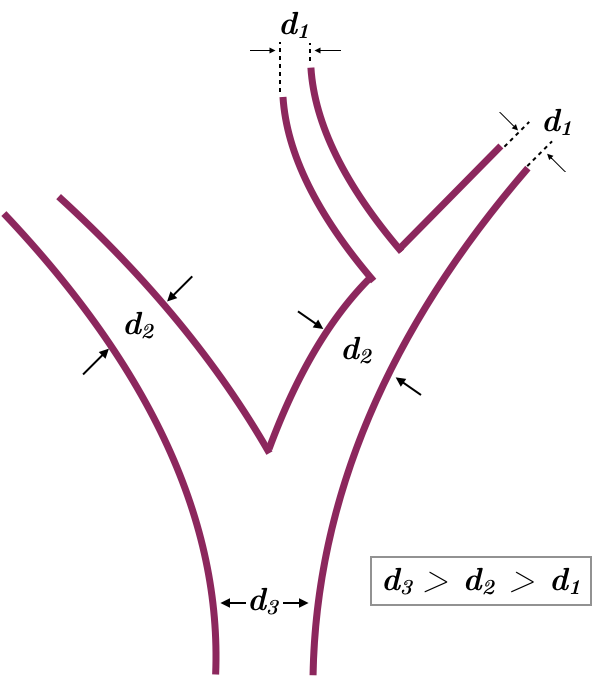 d₁
d₁
d₂
d₂
d₃
d₃ > d₂ > d₁